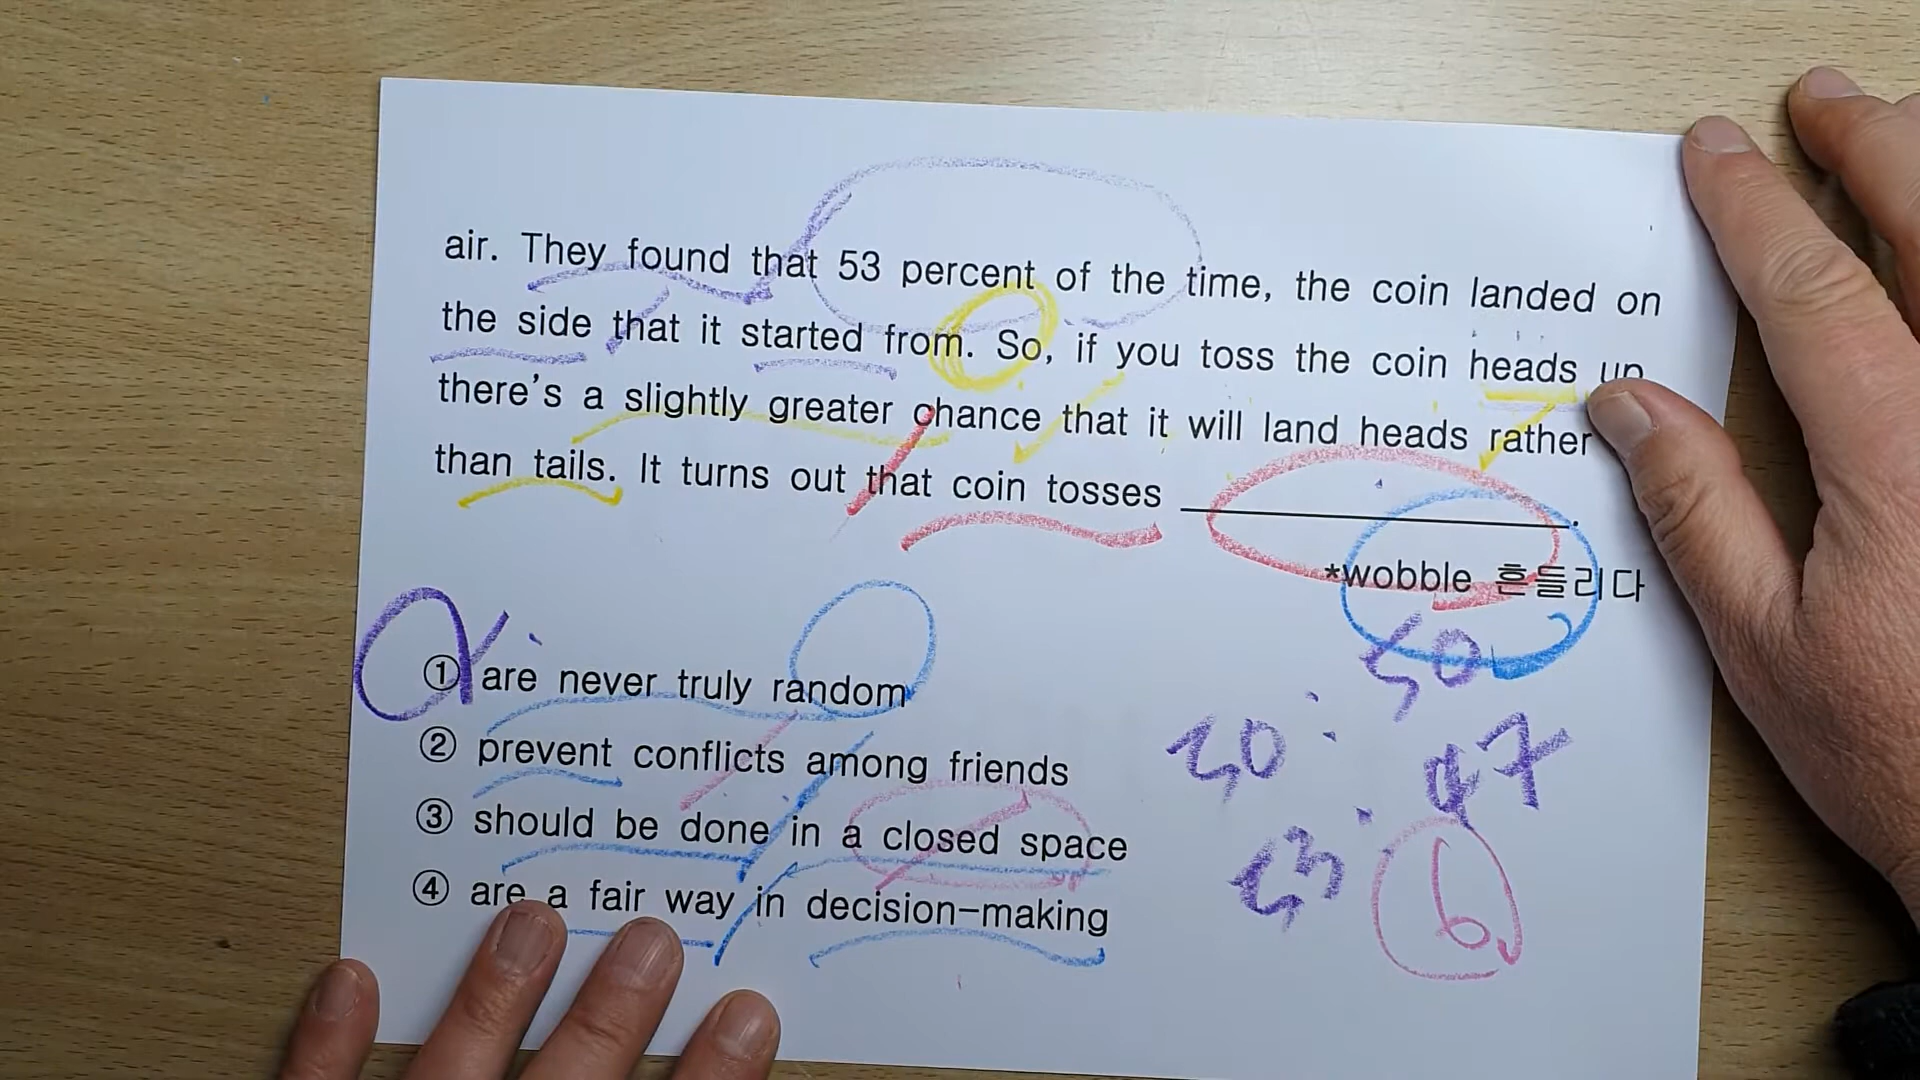 air. They found that 53 percent of the time, the coin landed on
the side that it started from. So, if you toss the coin heads up
there's a slightly greater chance that it will land heads rather
than tails. It turns out that coin tosses ____________.
*wobble 흔들리다
① are never truly random
② prevent conflicts among friends
③ should be done in a closed space
④ are a fair way in decision-making
50 : 50
53 : 47
6